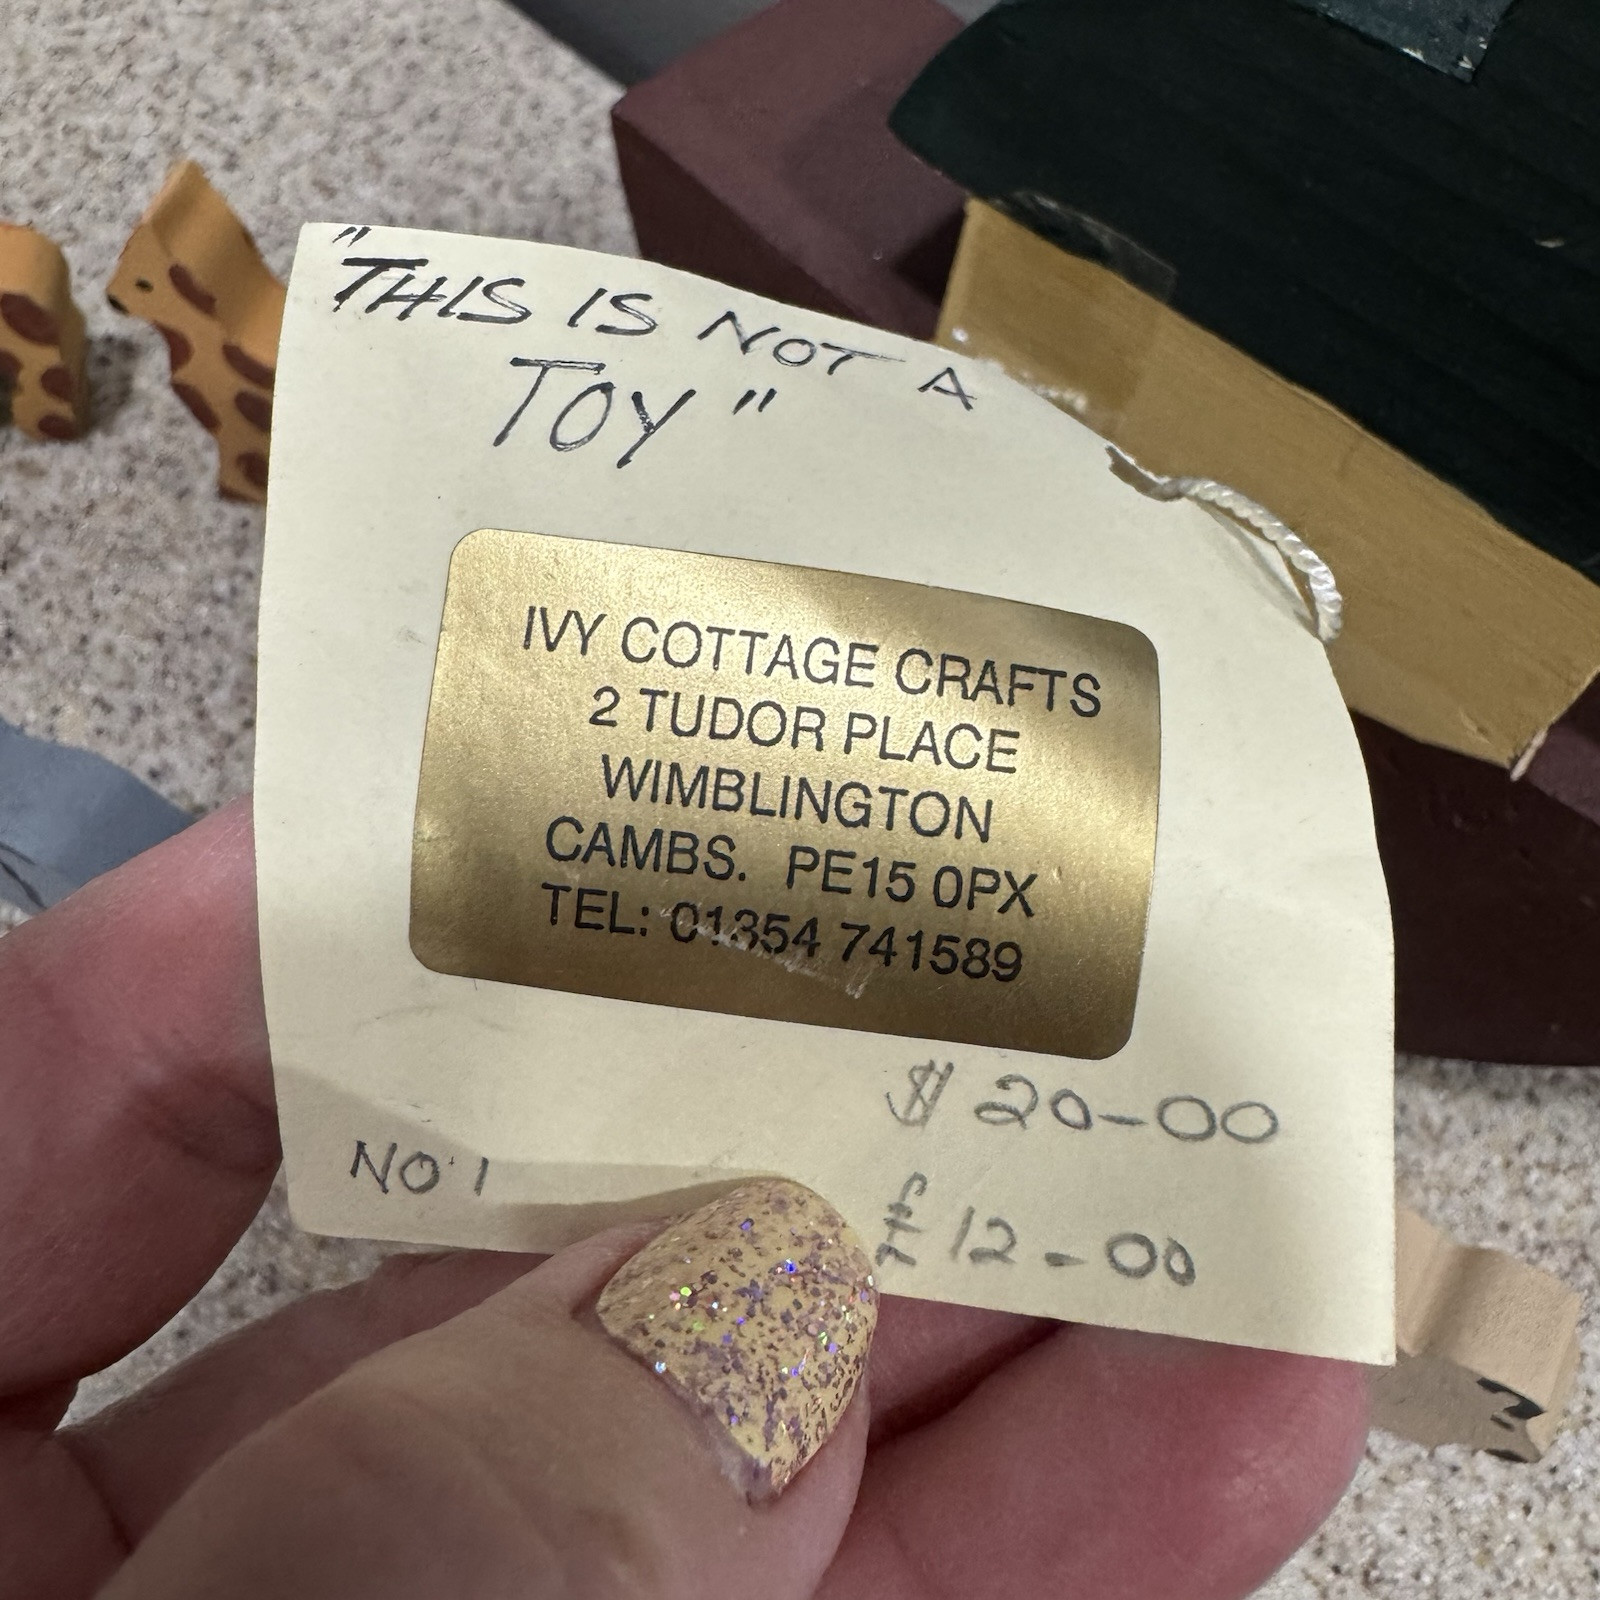 "THIS IS NOT A
TOY"
IVY COTTAGE CRAFTS
2 TUDOR PLACE
WIMBLINGTON
CAMBS. PE15 0PX
TEL: 01354 741589
$ 20-00
NO 1
£ 12-00